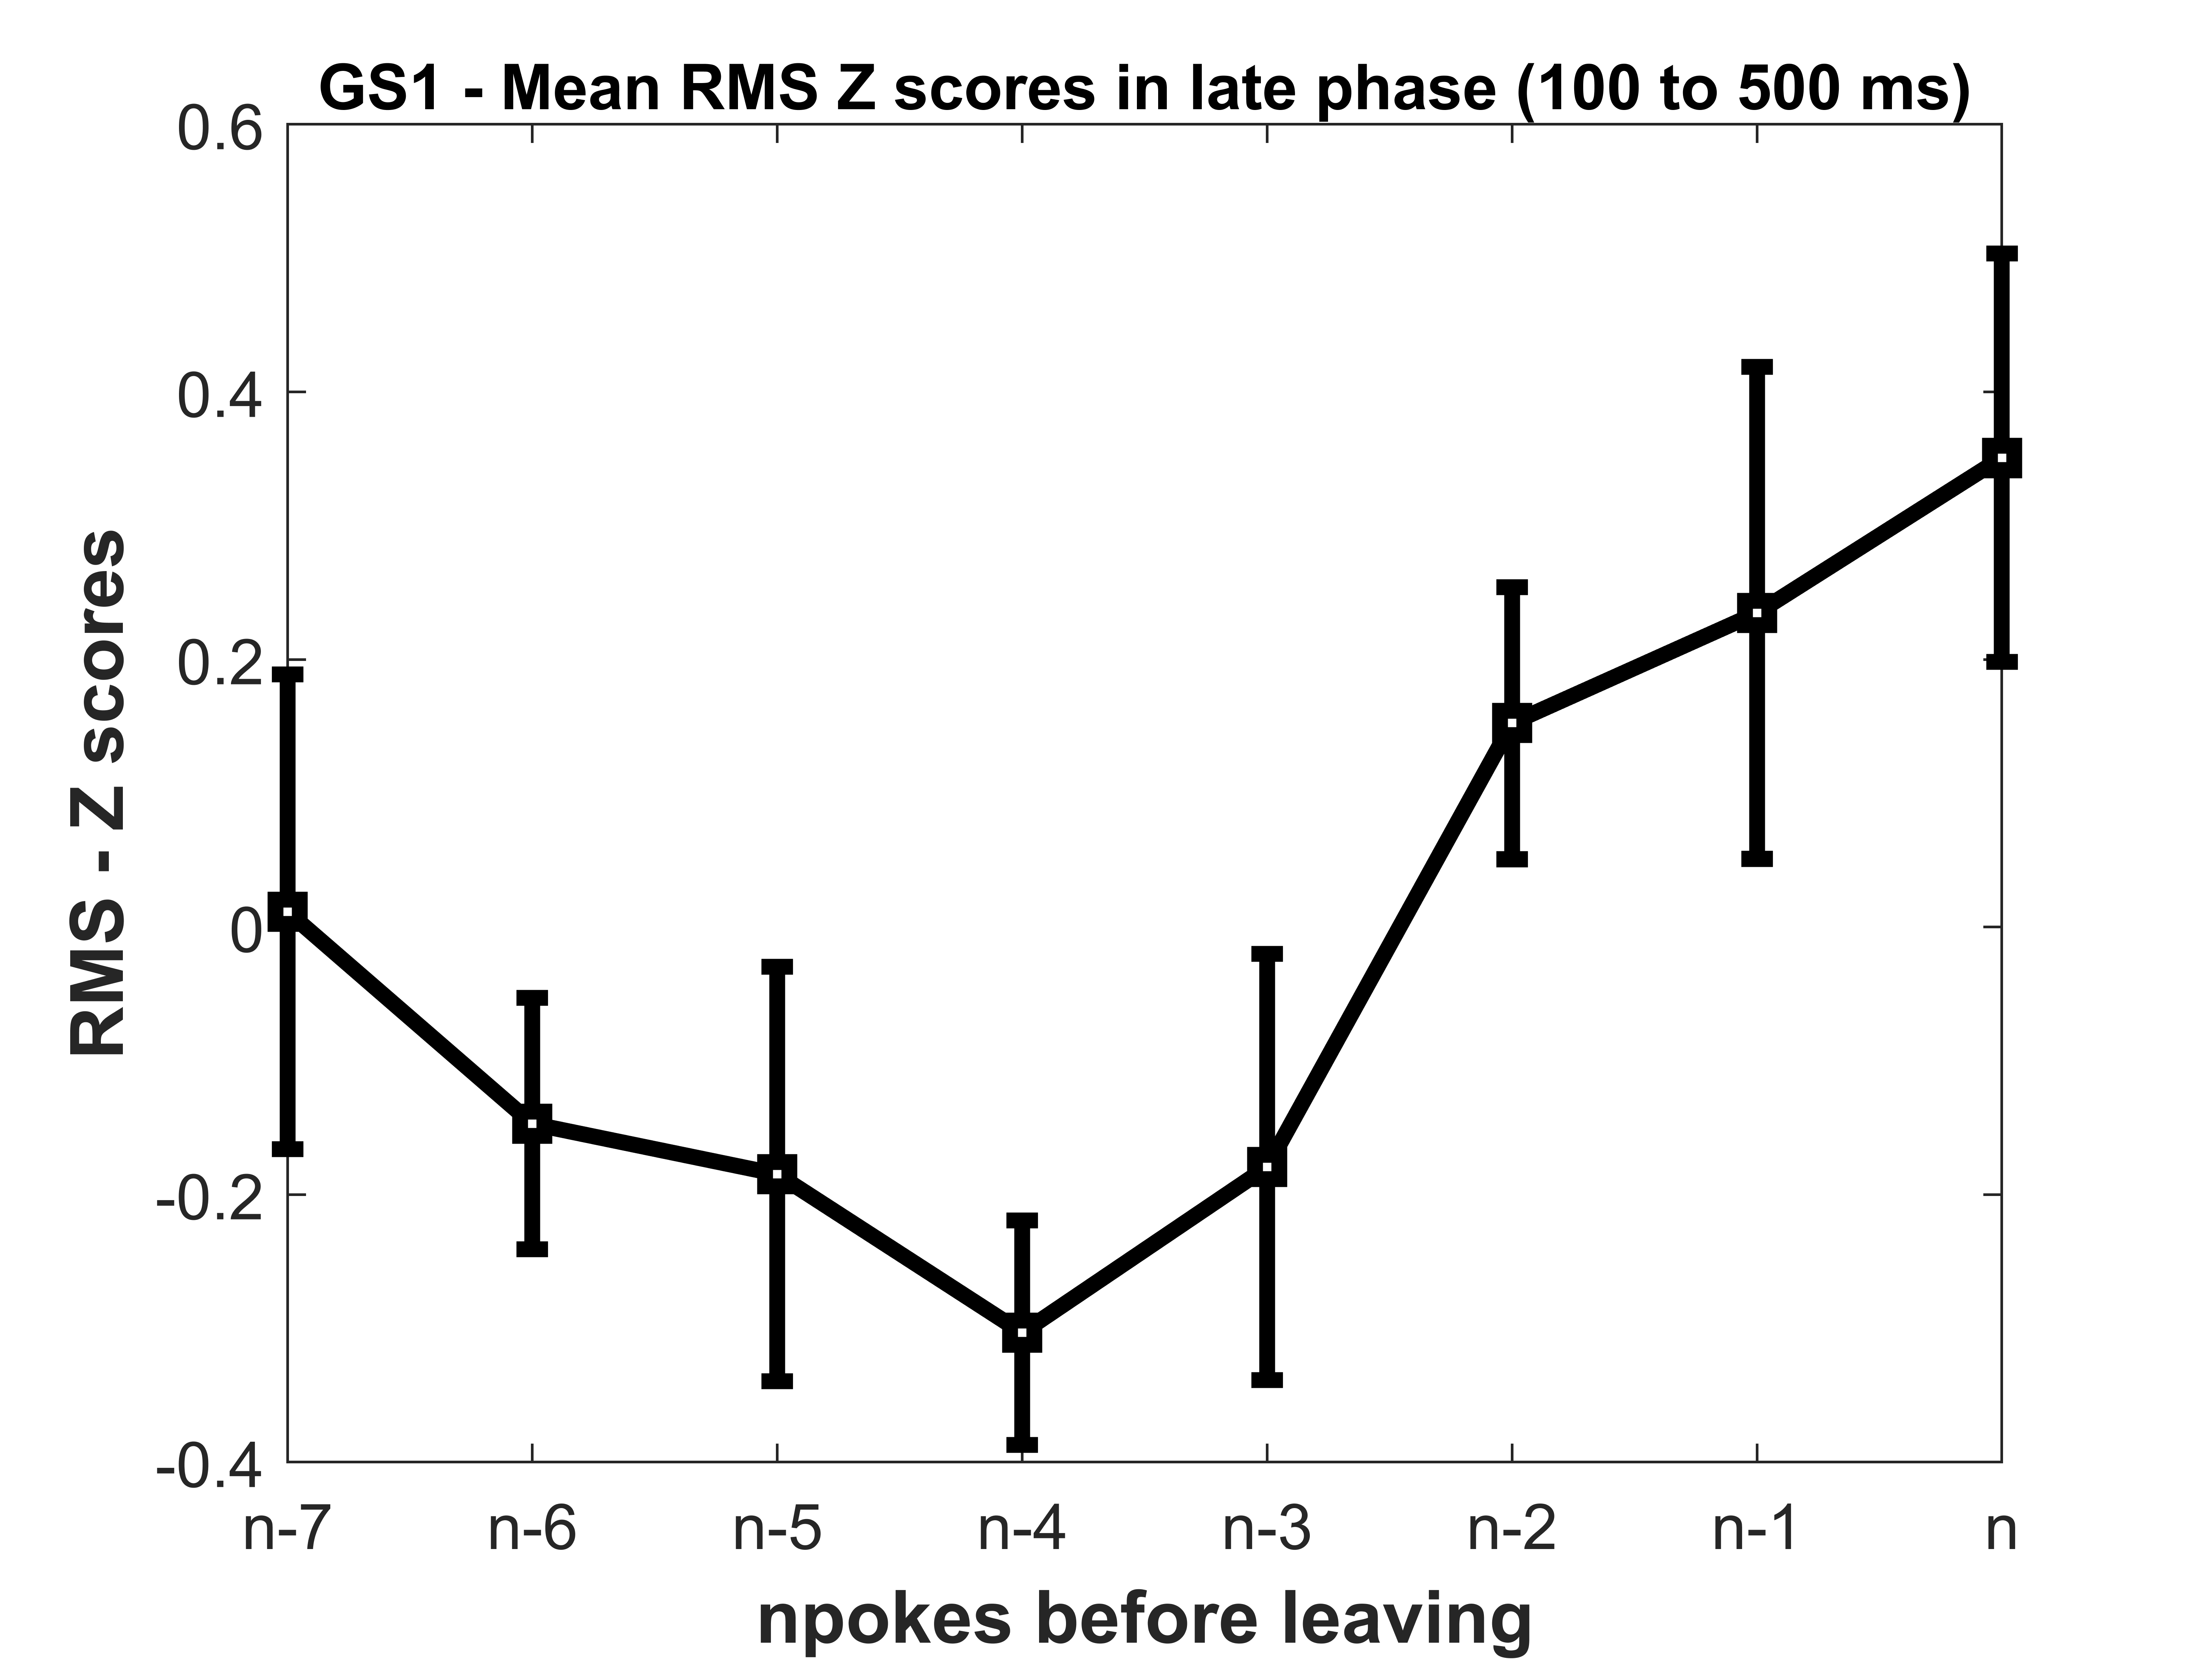 GS1 - Mean RMS Z scores in late phase (100 to 500 ms)
0.6
0.4
0.2
0
-0.2
-0.4
RMS - Z scores
n-7 n-6 n-5 n-4 n-3 n-2 n-1 n
npokes before leaving